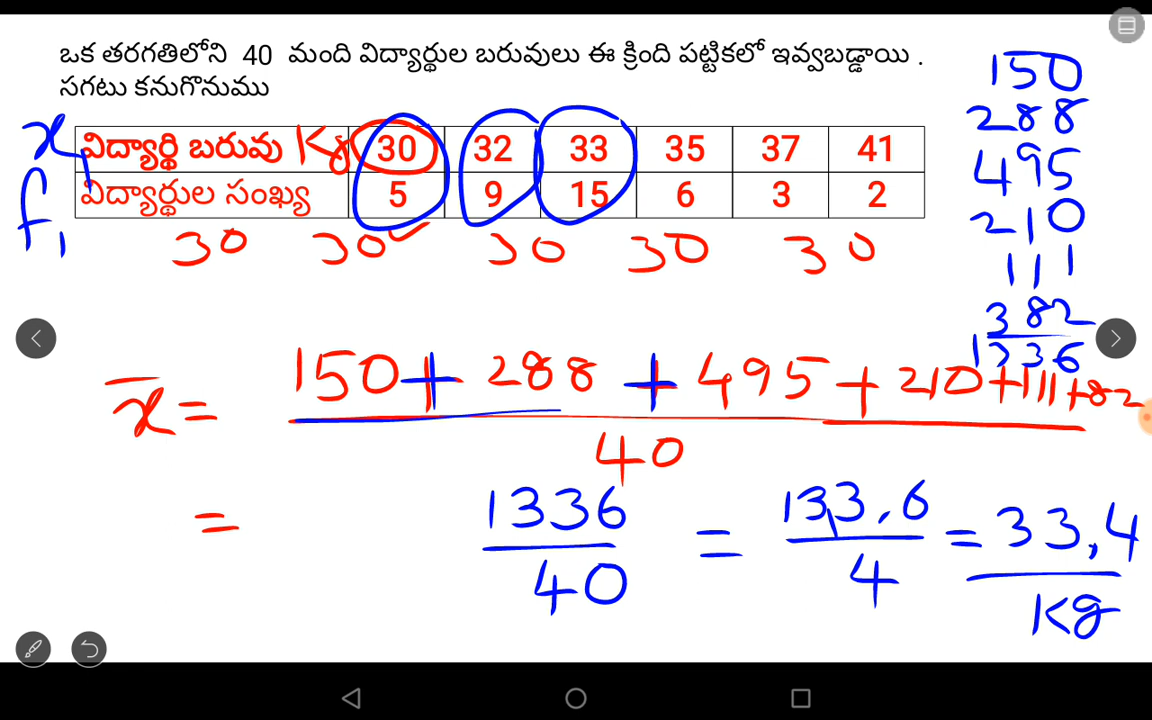 ఒక తరగతిలోని 40 మంది విద్యార్థుల బరువులు ఈ క్రింది పట్టికలో ఇవ్వబడ్డాయి .
సగటు కనుగొనుము
x₁ విద్యార్థి బరువు Kg 30 32 33 35 37 41
f₁ విద్యార్థుల సంఖ్య 5 9 15 6 3 2
30 30 30 30 30
150
288
495
210
111
382
1336
x̄ = 150 + 288 + 495 + 210 + 111 + 82
40
= 1336 / 40 = 133.6 / 4 = 33.4
Kg